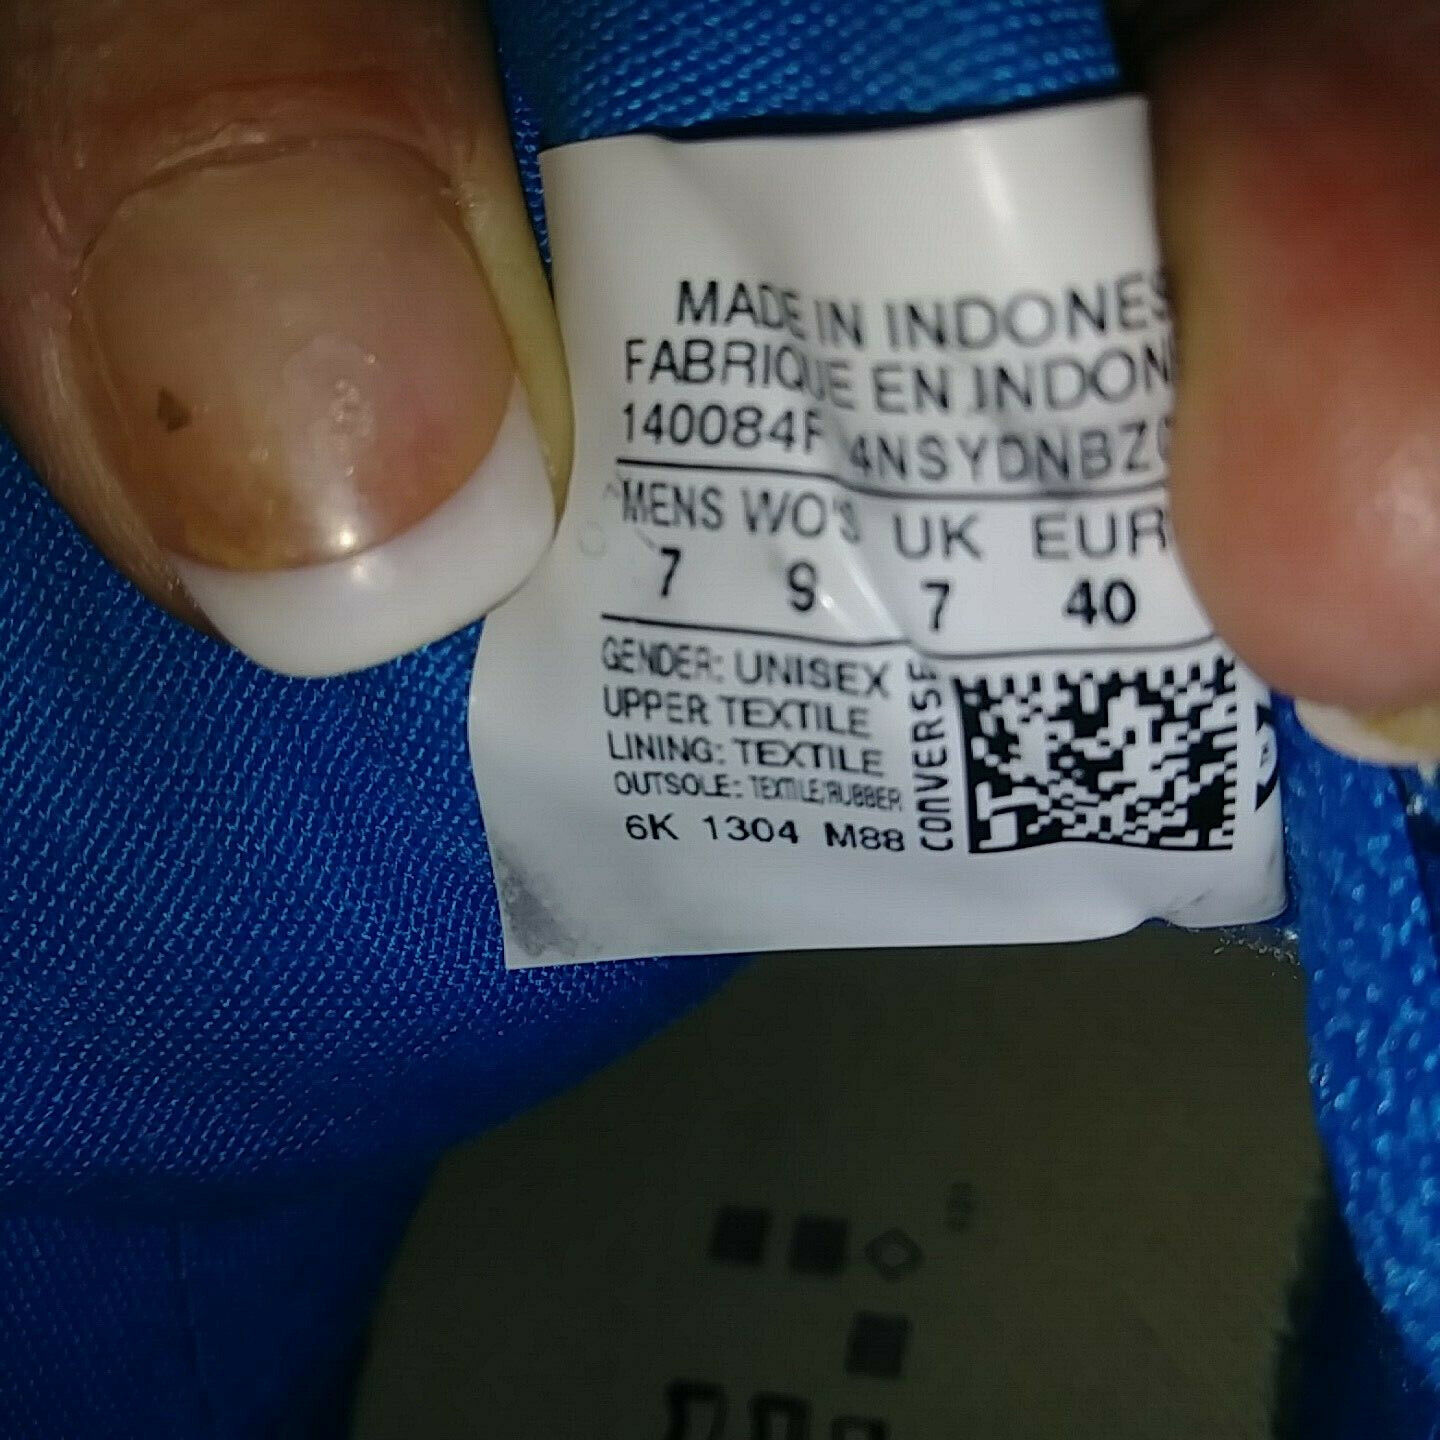 MADE IN INDONES
FABRIQUE EN INDON
140084F 4NSYDNBZC
MENS WO'S UK EUR
7 9 7 40
GENDER: UNISEX
UPPER TEXTILE
LINING: TEXTILE
OUTSOLE: TEXTILE/RUBBER
6K 1304 M88
CONVERSE